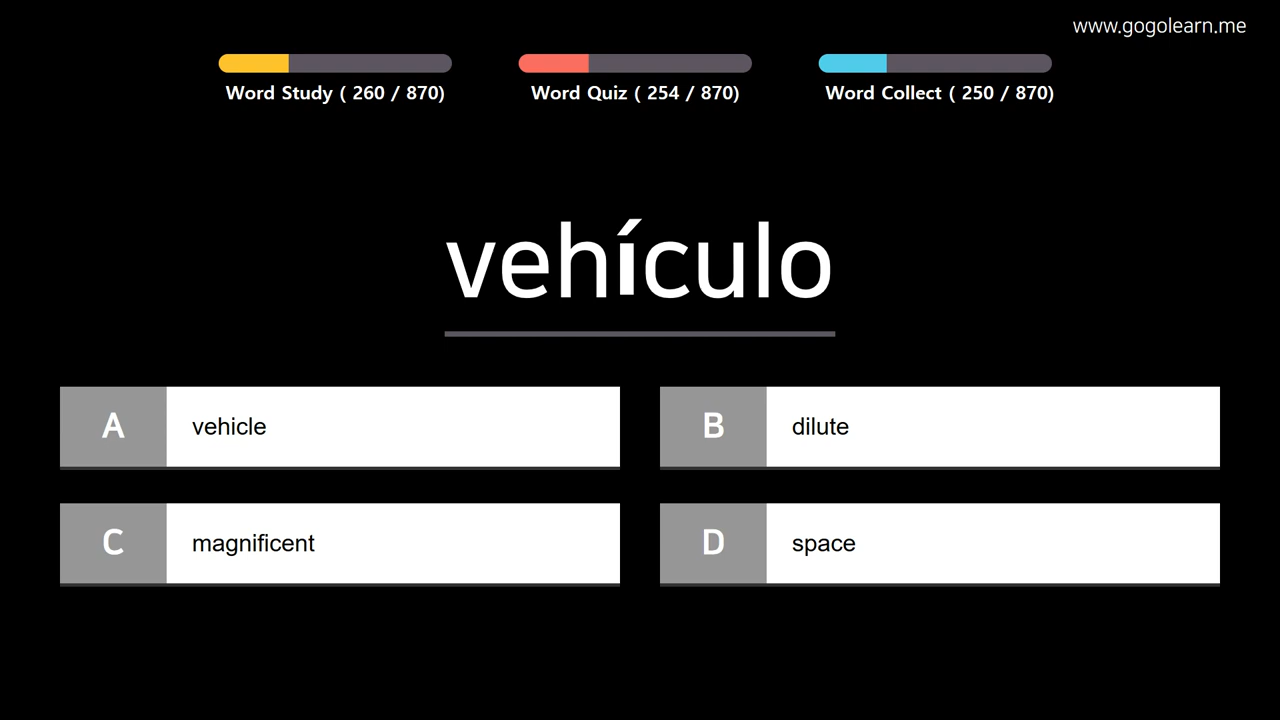 www.gogolearn.me
Word Study ( 260 / 870)
Word Quiz ( 254 / 870)
Word Collect ( 250 / 870)
vehículo
A vehicle
B dilute
C magnificent
D space